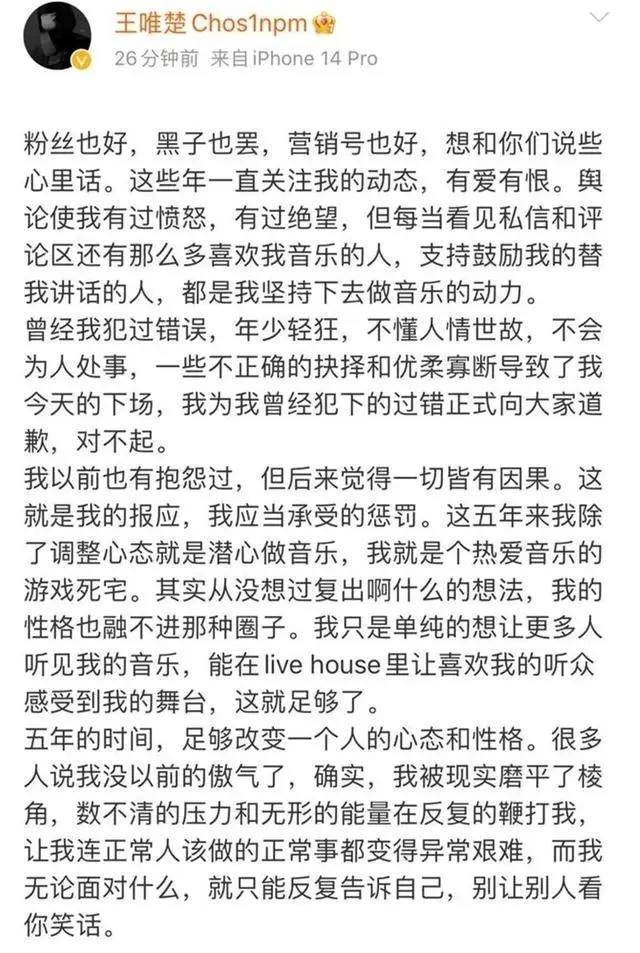 王唯楚Chos1npm
26分钟前 来自iPhone 14 Pro
粉丝也好，黑子也罢，营销号也好，想和你们说些
心里话。这些年一直关注我的动态，有爱有恨。舆
论使我有过愤怒，有过绝望，但每当看见私信和评
论区还有那么多喜欢我音乐的人，支持鼓励我的替
我讲话的人，都是我坚持下去做音乐的动力。
曾经我犯过错误，年少轻狂，不懂人情世故，不会
为人处事，一些不正确的抉择和优柔寡断导致了我
今天的下场，我为我曾经犯下的过错正式向大家道
歉，对不起。
我以前也有抱怨过，但后来觉得一切皆有因果。这
就是我的报应，我应当承受的惩罚。这五年来我除
了调整心态就是潜心做音乐，我就是个热爱音乐的
游戏死宅。其实从没想过复出啊什么的想法，我的
性格也融不进那种圈子。我只是单纯的想让更多人
听见我的音乐，能在live house里让喜欢我的听众
感受到我的舞台，这就足够了。
五年的时间，足够改变一个人的心态和性格。很多
人说我没以前的傲气了，确实，我被现实磨平了棱
角，数不清的压力和无形的能量在反复的鞭打我，
让我连正常人该做的正常事都变得异常艰难，而我
无论面对什么，就只能反复告诉自己，别让别人看
你笑话。